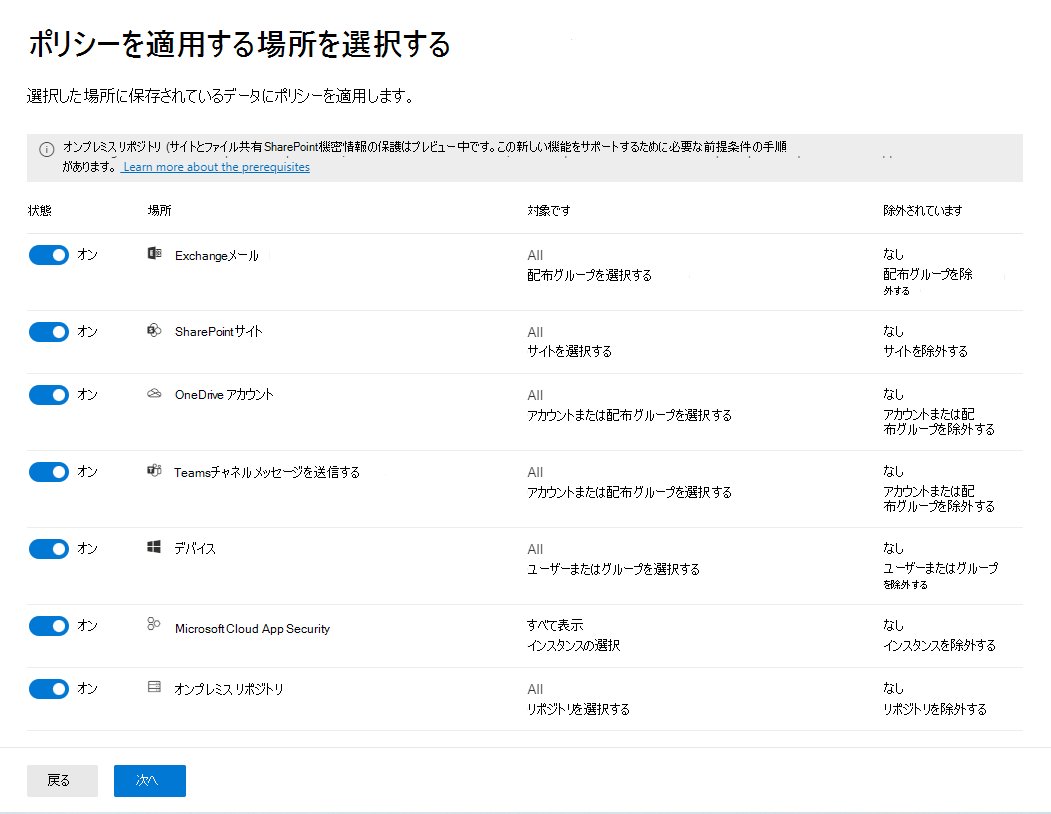 ポリシーを適用する場所を選択する
選択した場所に保存されているデータにポリシーを適用します。
オンプレミスリポジトリ (サイトとファイル共有SharePoint機密情報の保護はプレビュー中です。この新しい機能をサポートするために必要な前提条件の手順
があります。 Learn more about the prerequisites
状態 場所 対象です 除外されています
オン Exchangeメール All なし
配布グループを選択する 配布グループを除
外する
オン SharePointサイト All なし
サイトを選択する サイトを除外する
オン OneDrive アカウント All なし
アカウントまたは配布グループを選択する アカウントまたは配
布グループを除外する
オン Teamsチャネル メッセージを送信する All なし
アカウントまたは配布グループを選択する アカウントまたは配
布グループを除外する
オン デバイス All なし
ユーザーまたはグループを選択する ユーザーまたはグループ
を除外する
オン Microsoft Cloud App Security すべて表示 なし
インスタンスの選択 インスタンスを除外する
オン オンプレミス リポジトリ All なし
リポジトリを選択する リポジトリを除外する
戻る 次へ